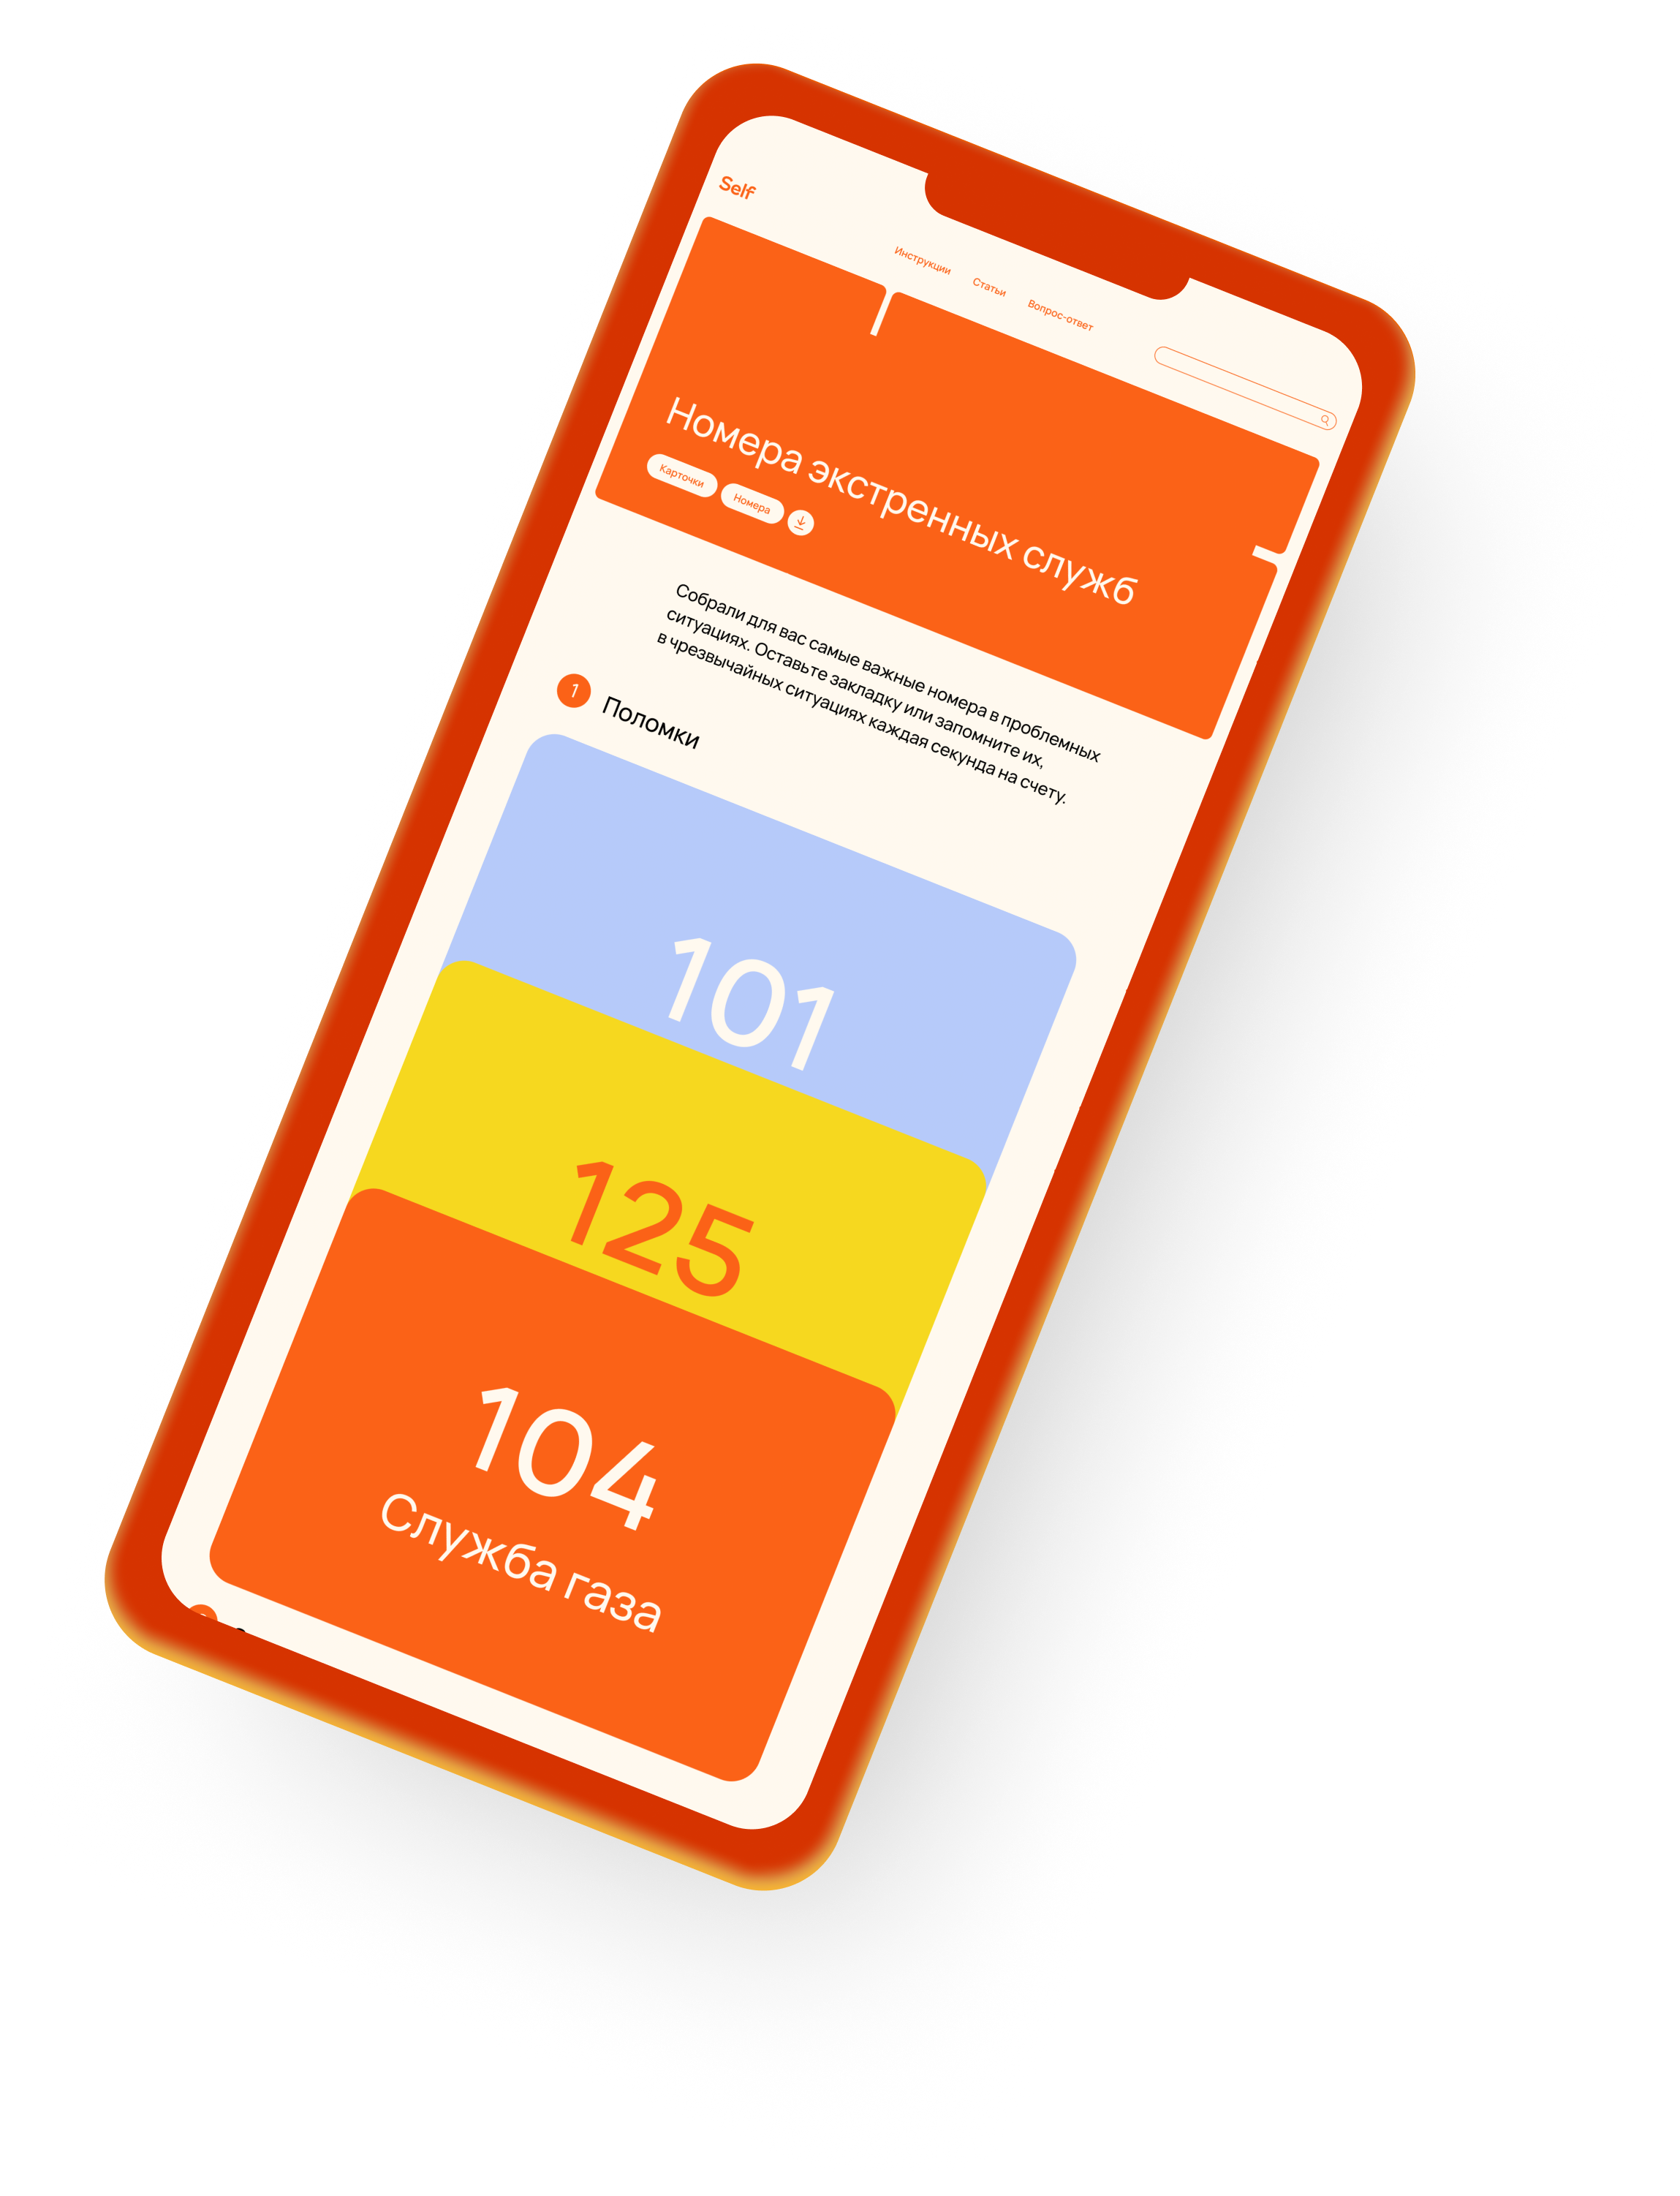 Self
Инструкции
Статьи
Вопрос-ответ
Номера экстренных служб
Карточки
Номера
Собрали для вас самые важные номера в проблемных
ситуациях. Оставьте закладку или запомните их,
в чрезвычайных ситуациях каждая секунда на счету.
1
Поломки
101
125
104
Служба газа